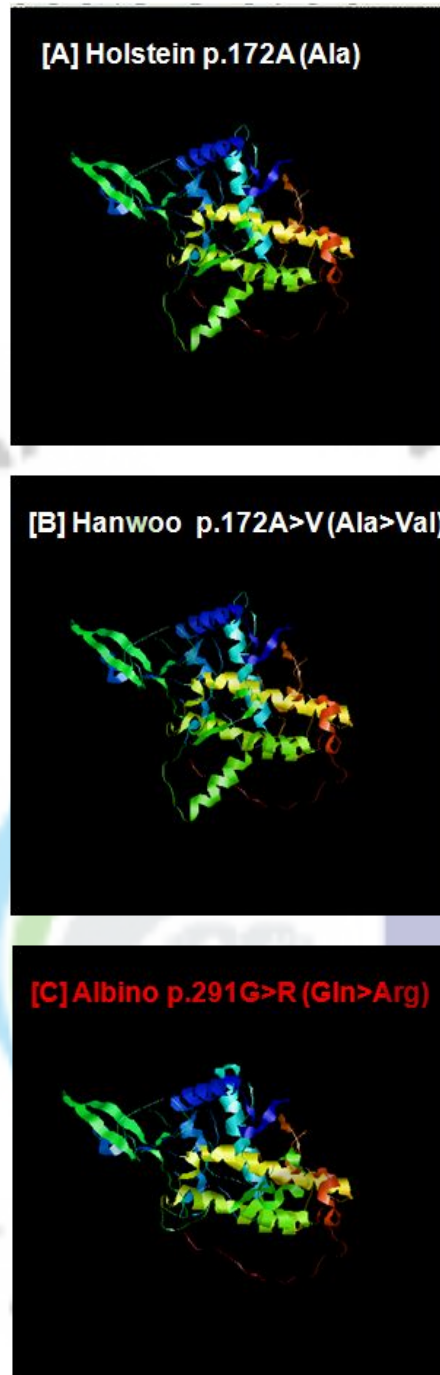 [A] Holstein p.172A (Ala)
[B] Hanwoo p.172A>V (Ala>Val)
[C] Albino p.291G>R (Gln>Arg)